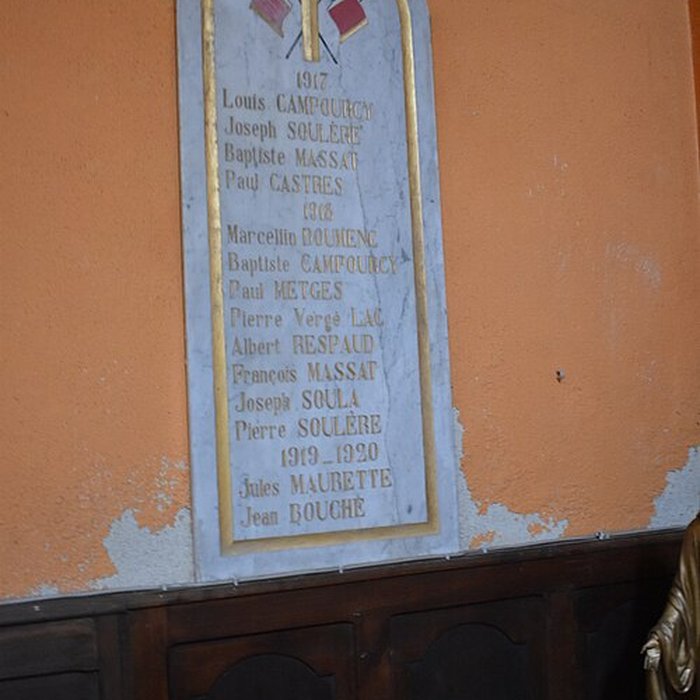 1917
Louis CAMPOURCY
Joseph SOULÈRE
Baptiste MASSAT
Paul CASTRES
1918
Marcellin ROUMENC
Baptiste CAMPOURCY
Paul METGES
Pierre Vergé LAC
Albert RESPAUD
François MASSAT
Joseph SOULA
Pierre SOULÈRE
1919_1920
Jules MAURETTE
Jean BOUCHÉ